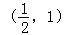 (1/2, 1)